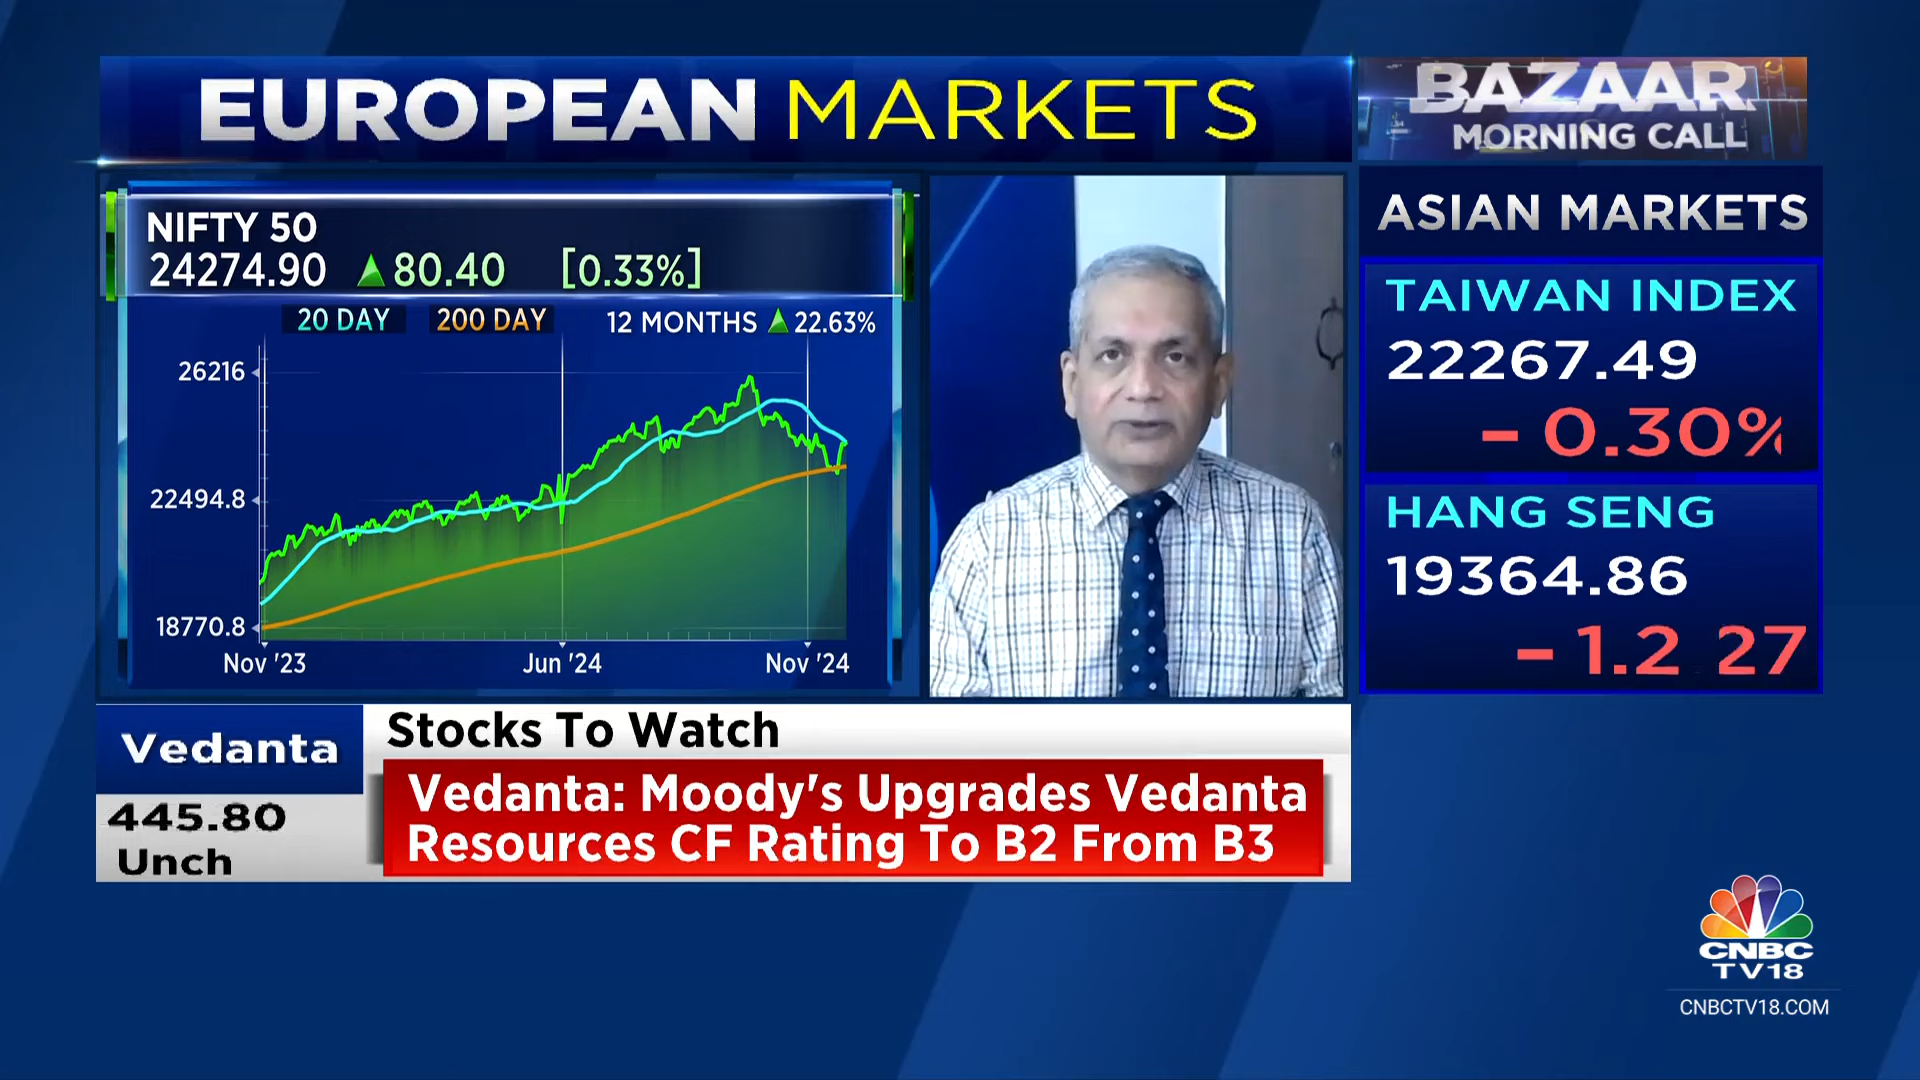 EUROPEAN MARKETS
BAZAAR
MORNING CALL
NIFTY 50
24274.90 ▲80.40 [0.33%]
20 DAY 200 DAY 12 MONTHS ▲22.63%
26216
22494.8
18770.8
Nov '23 Jun '24 Nov '24
ASIAN MARKETS
TAIWAN INDEX
22267.49
- 0.30%
HANG SENG
19364.86
- 1.2 27
Vedanta
445.80
Unch
Stocks To Watch
Vedanta: Moody's Upgrades Vedanta
Resources CF Rating To B2 From B3
CNBC
TV18
CNBCTV18.COM